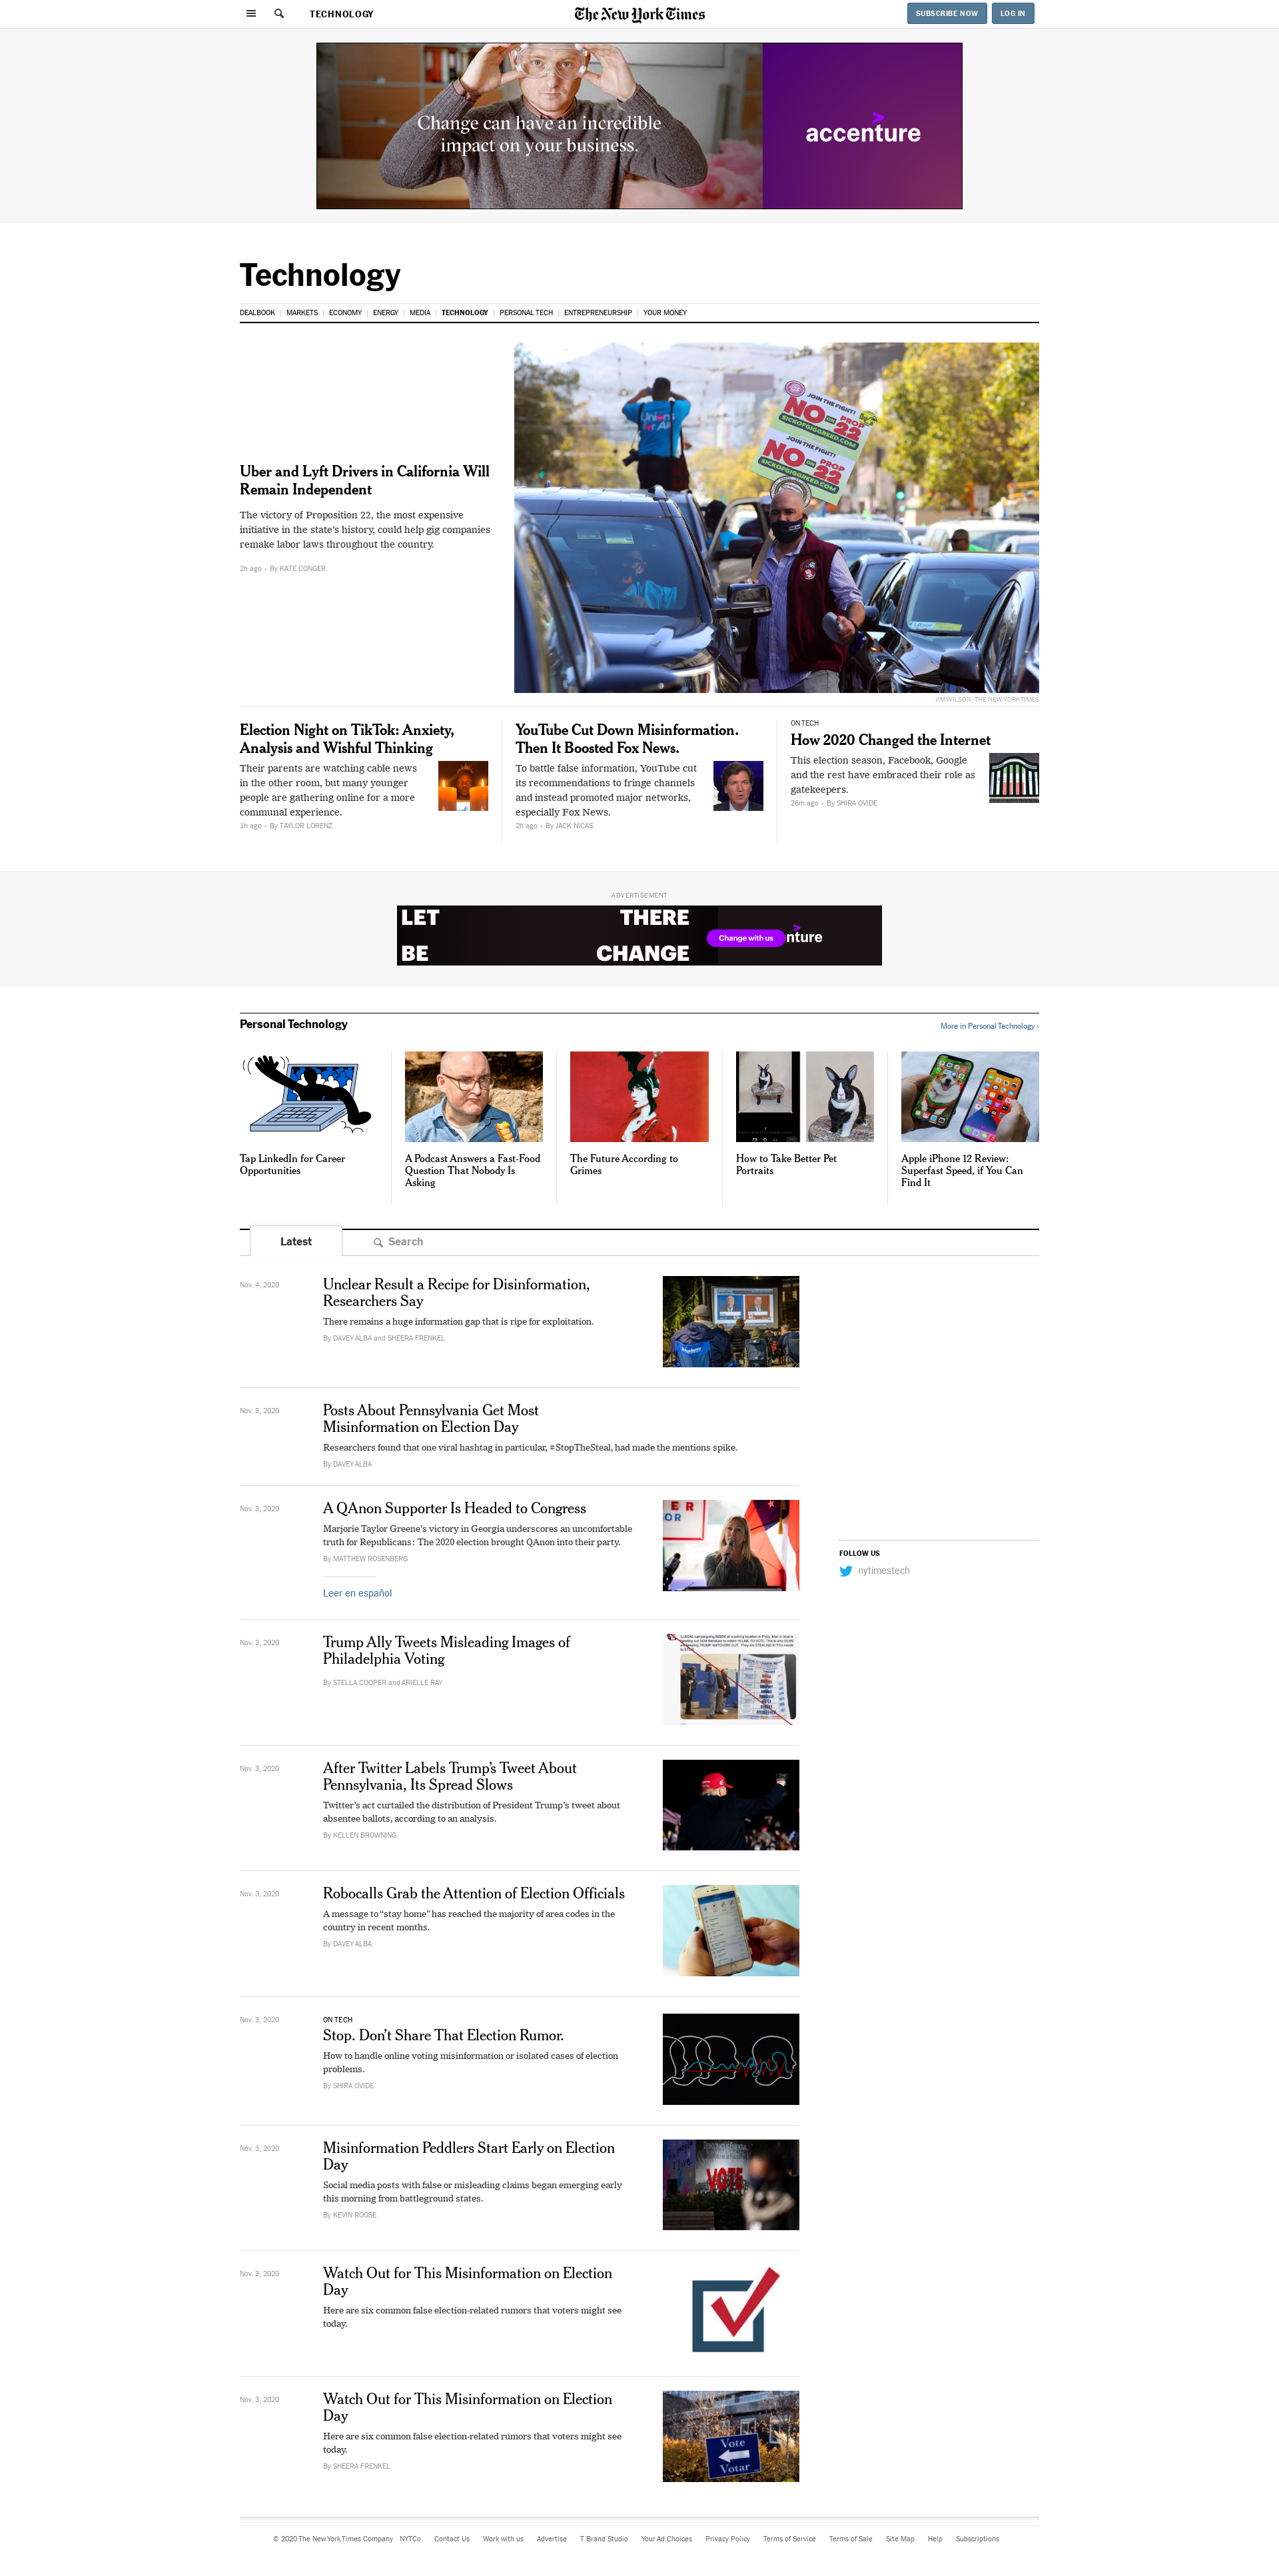 TECHNOLOGY
The New York Times
SUBSCRIBE NOW
LOG IN
Change can have an incredible
impact on your business.
>
accenture
Technology
DEALBOOK
MARKETS
ECONOMY
ENERGY
MEDIA
TECHNOLOGY
PERSONAL TECH
ENTREPRENEURSHIP
YOUR MONEY
Uber and Lyft Drivers in California Will
Remain Independent
The victory of Proposition 22, the most expensive
initiative in the state’s history, could help gig companies
remake labor laws throughout the country.
2h ago • By KATE CONGER
Unions
for All
JOIN THE FIGHT!
NO ON PROP 22
SICKOFGIGGREED.COM
JOIN THE FIGHT!
NO ON PROP 22
SICKOFGIGGREED.COM
JIM WILSON/THE NEW YORK TIMES
Election Night on TikTok: Anxiety,
Analysis and Wishful Thinking
Their parents are watching cable news
in the other room, but many younger
people are gathering online for a more
communal experience.
1h ago • By TAYLOR LORENZ
YouTube Cut Down Misinformation.
Then It Boosted Fox News.
To battle false information, YouTube cut
its recommendations to fringe channels
and instead promoted major networks,
especially Fox News.
2h ago • By JACK NICAS
ON TECH
How 2020 Changed the Internet
This election season, Facebook, Google
and the rest have embraced their role as
gatekeepers.
26m ago • By SHIRA OVIDE
ADVERTISEMENT
LET THERE
BE CHANGE
Change with us
nture
Personal Technology
More in Personal Technology ›
Tap LinkedIn for Career
Opportunities
A Podcast Answers a Fast-Food
Question That Nobody Is
Asking
The Future According to
Grimes
How to Take Better Pet
Portraits
Apple iPhone 12 Review:
Superfast Speed, if You Can
Find It
Latest
Search
Nov. 4, 2020
Unclear Result a Recipe for Disinformation,
Researchers Say
There remains a huge information gap that is ripe for exploitation.
By DAVEY ALBA and SHEERA FRENKEL
Nov. 3, 2020
Posts About Pennsylvania Get Most
Misinformation on Election Day
Researchers found that one viral hashtag in particular, #StopTheSteal, had made the mentions spike.
By DAVEY ALBA
Nov. 3, 2020
A QAnon Supporter Is Headed to Congress
Marjorie Taylor Greene’s victory in Georgia underscores an uncomfortable
truth for Republicans: The 2020 election brought QAnon into their party.
By MATTHEW ROSENBERG
Leer en español
FOLLOW US
nytimestech
Nov. 3, 2020
Trump Ally Tweets Misleading Images of
Philadelphia Voting
By STELLA COOPER and ARIELLE RAY
Nov. 3, 2020
After Twitter Labels Trump’s Tweet About
Pennsylvania, Its Spread Slows
Twitter’s act curtailed the distribution of President Trump’s tweet about
absentee ballots, according to an analysis.
By KELLEN BROWNING
Nov. 3, 2020
Robocalls Grab the Attention of Election Officials
A message to “stay home” has reached the majority of area codes in the
country in recent months.
By DAVEY ALBA
Nov. 3, 2020
ON TECH
Stop. Don’t Share That Election Rumor.
How to handle online voting misinformation or isolated cases of election
problems.
By SHIRA OVIDE
Nov. 3, 2020
Misinformation Peddlers Start Early on Election
Day
Social media posts with false or misleading claims began emerging early
this morning from battleground states.
By KEVIN ROOSE
VOTE
Nov. 3, 2020
Watch Out for This Misinformation on Election
Day
Here are six common false election-related rumors that voters might see
today.
Nov. 3, 2020
Watch Out for This Misinformation on Election
Day
Here are six common false election-related rumors that voters might see
today.
By SHEERA FRENKEL
Vote
Votar
© 2020 The New York Times Company
NYTCo
Contact Us
Work with us
Advertise
T Brand Studio
Your Ad Choices
Privacy Policy
Terms of Service
Terms of Sale
Site Map
Help
Subscriptions